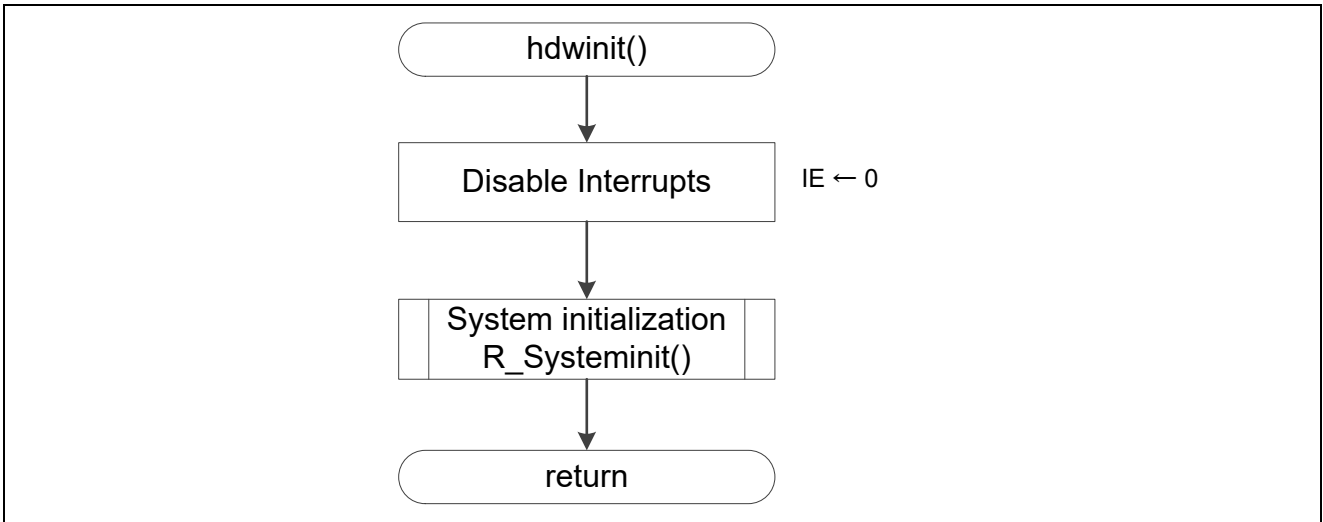 hdwinit()
Disable Interrupts
IE ← 0
System initialization
R_Systeminit()
return